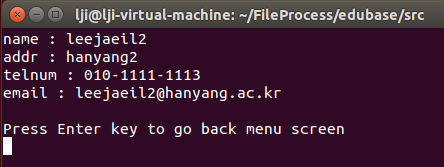 lji@lji-virtual-machine: ~/FileProcess/edubase/src
name : leejaeil2
addr : hanyang2
telnum : 010-1111-1113
email : leejaeil2@hanyang.ac.kr
Press Enter key to go back menu screen